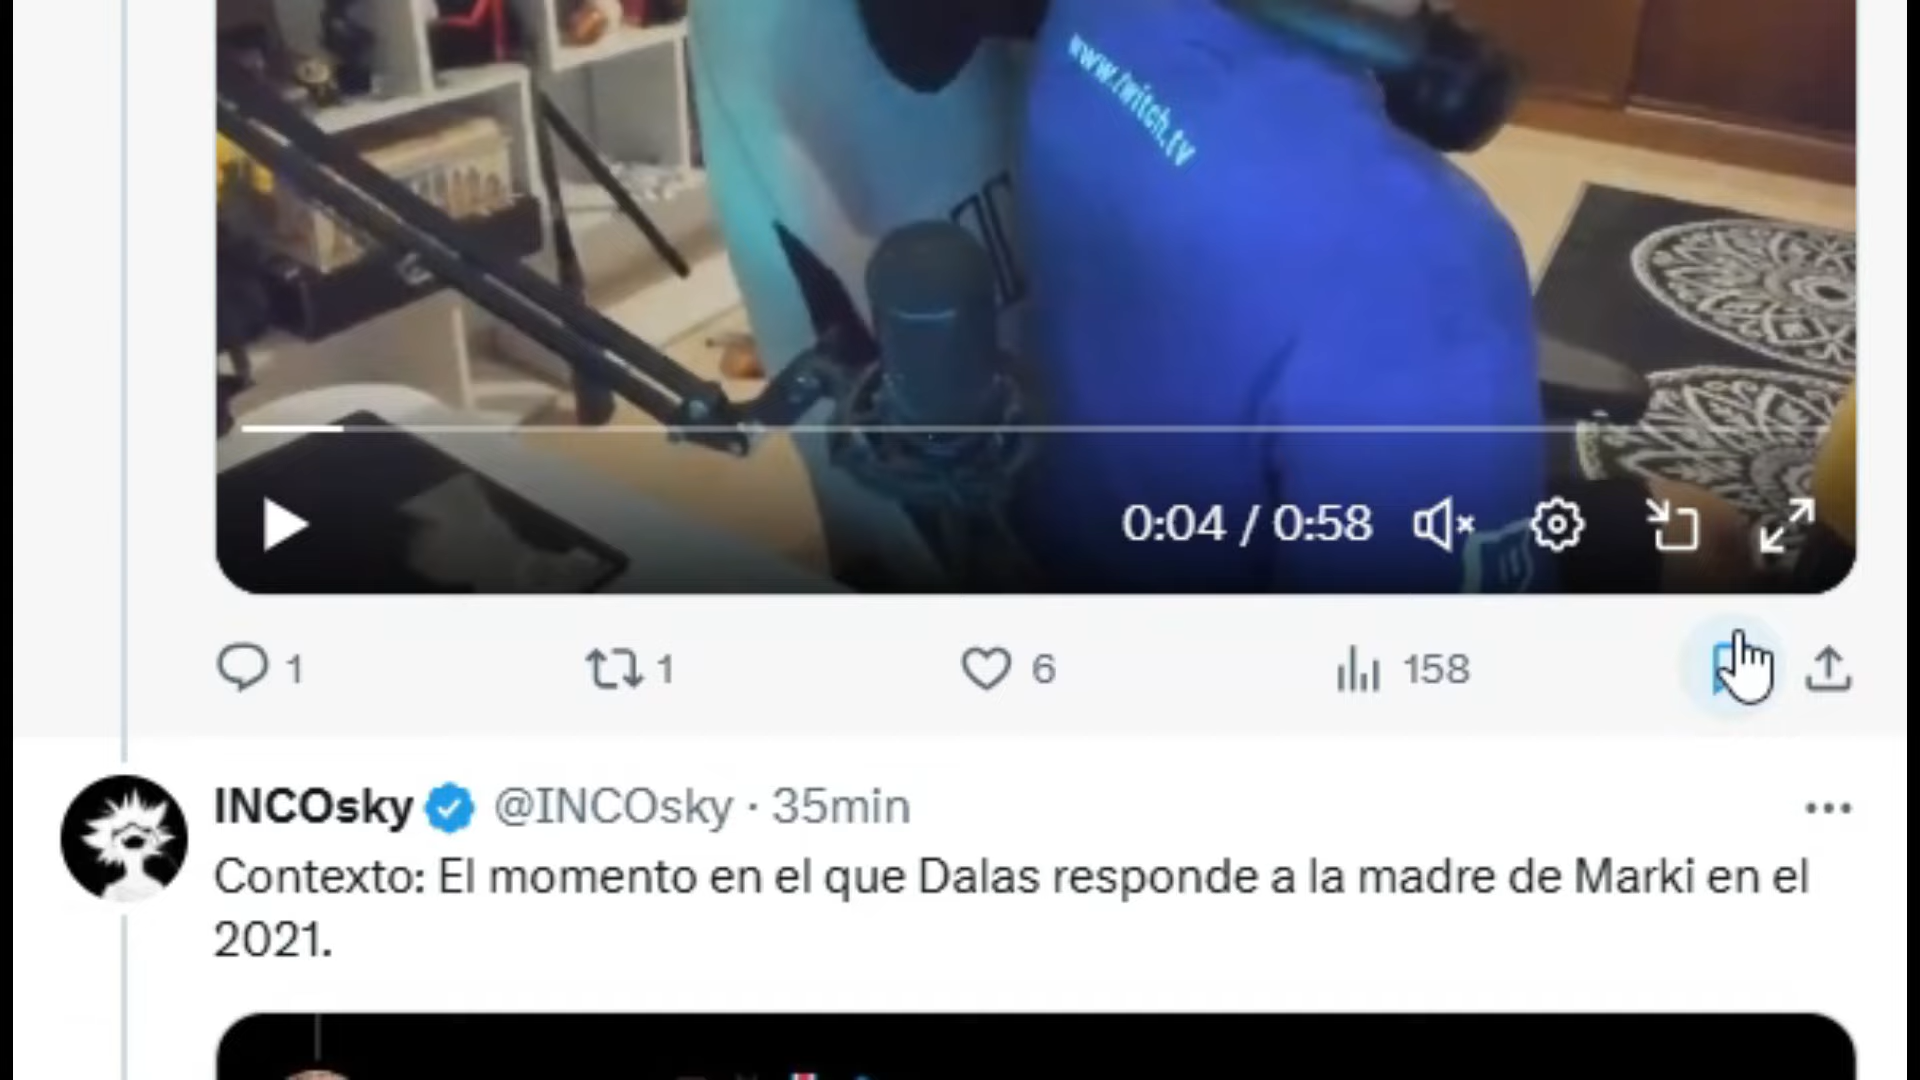 www.twitch.tv
0:04 / 0:58
1
1
6
158
INCOsky @INCOsky · 35min
Contexto: El momento en el que Dalas responde a la madre de Marki en el
2021.